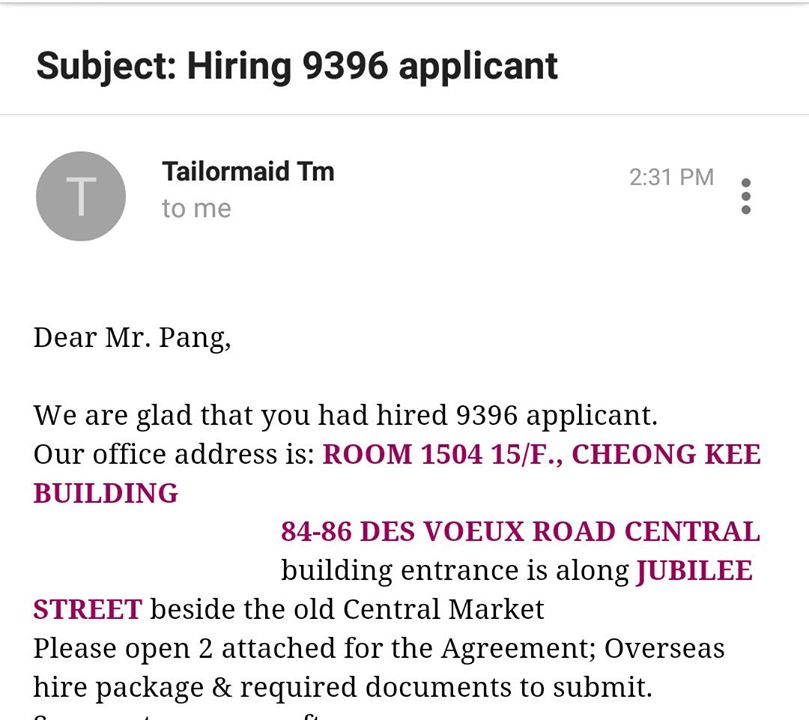 Subject: Hiring 9396 applicant
T
Tailormaid Tm
2:31 PM
to me
Dear Mr. Pang,
We are glad that you had hired 9396 applicant.
Our office address is: ROOM 1504 15/F., CHEONG KEE
BUILDING
84-86 DES VOEUX ROAD CENTRAL
building entrance is along JUBILEE
STREET beside the old Central Market
Please open 2 attached for the Agreement; Overseas
hire package & required documents to submit.